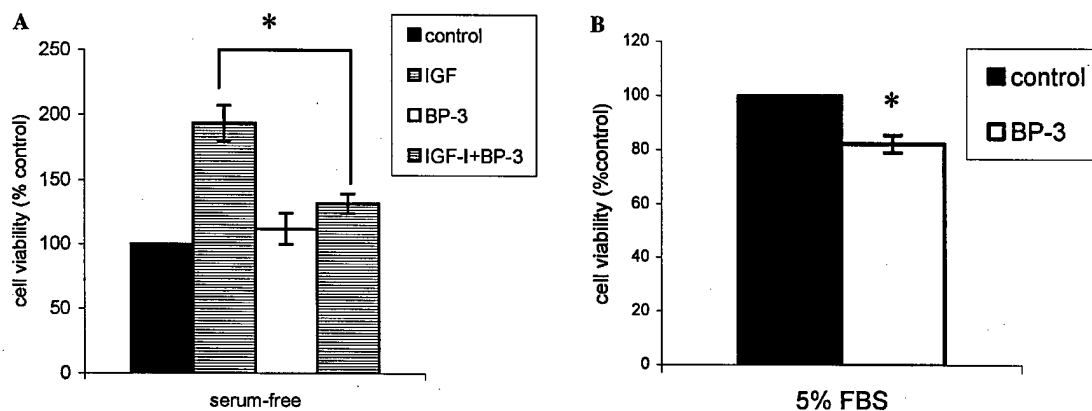 A
*
250
200
150
100
50
0
cell viability (% control)
serum-free
control
IGF
BP-3
IGF-I+BP-3
B
120
100
80
60
40
20
0
cell viability (%control)
*
5% FBS
control
BP-3